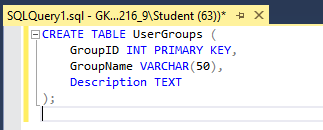 SQLQuery1.sql - GK...216_9\Student (63))*
CREATE TABLE UserGroups (
GroupID INT PRIMARY KEY,
GroupName VARCHAR(50),
Description TEXT
);